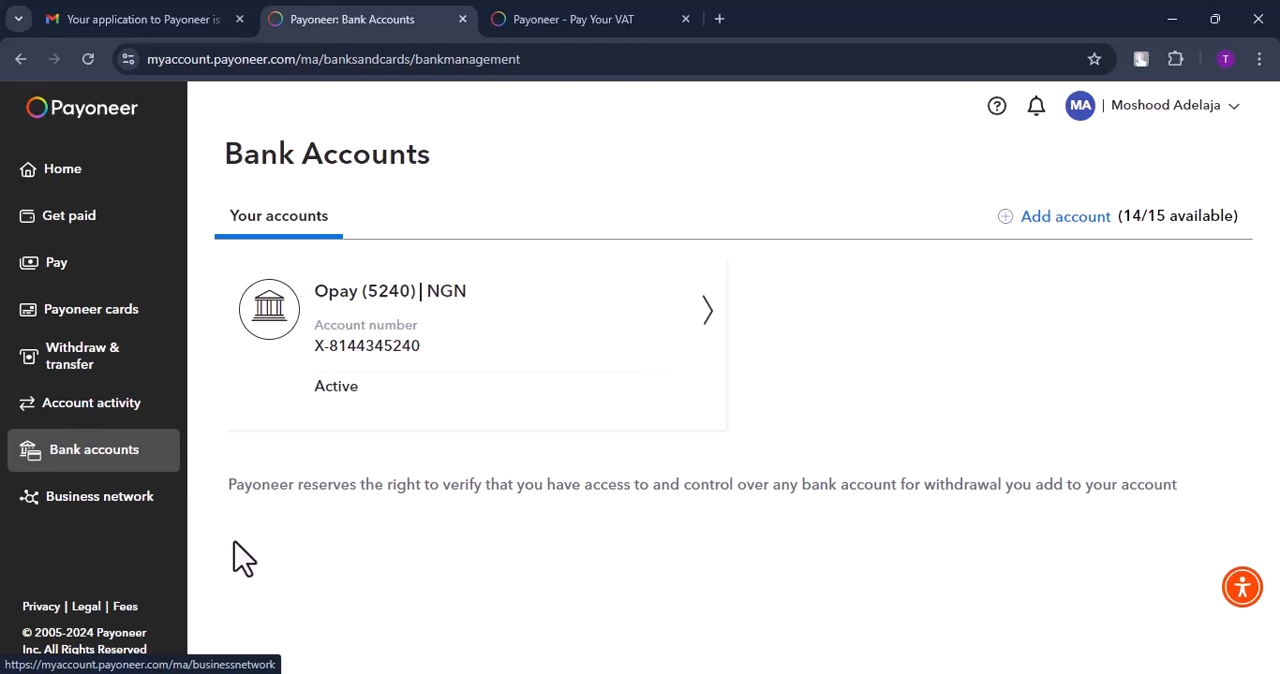 Your application to Payoneer is
Payoneer: Bank Accounts
Payoneer - Pay Your VAT
myaccount.payoneer.com/ma/banksandcards/bankmanagement
T
Payoneer
MA | Moshood Adelaja
Home
Get paid
Pay
Payoneer cards
Withdraw &
transfer
Account activity
Bank accounts
Business network
Privacy | Legal | Fees
© 2005-2024 Payoneer
Inc. All Rights Reserved
Bank Accounts
Your accounts
Add account (14/15 available)
Opay (5240) | NGN
Account number
X-8144345240
Active
Payoneer reserves the right to verify that you have access to and control over any bank account for withdrawal you add to your account
https://myaccount.payoneer.com/ma/businessnetwork